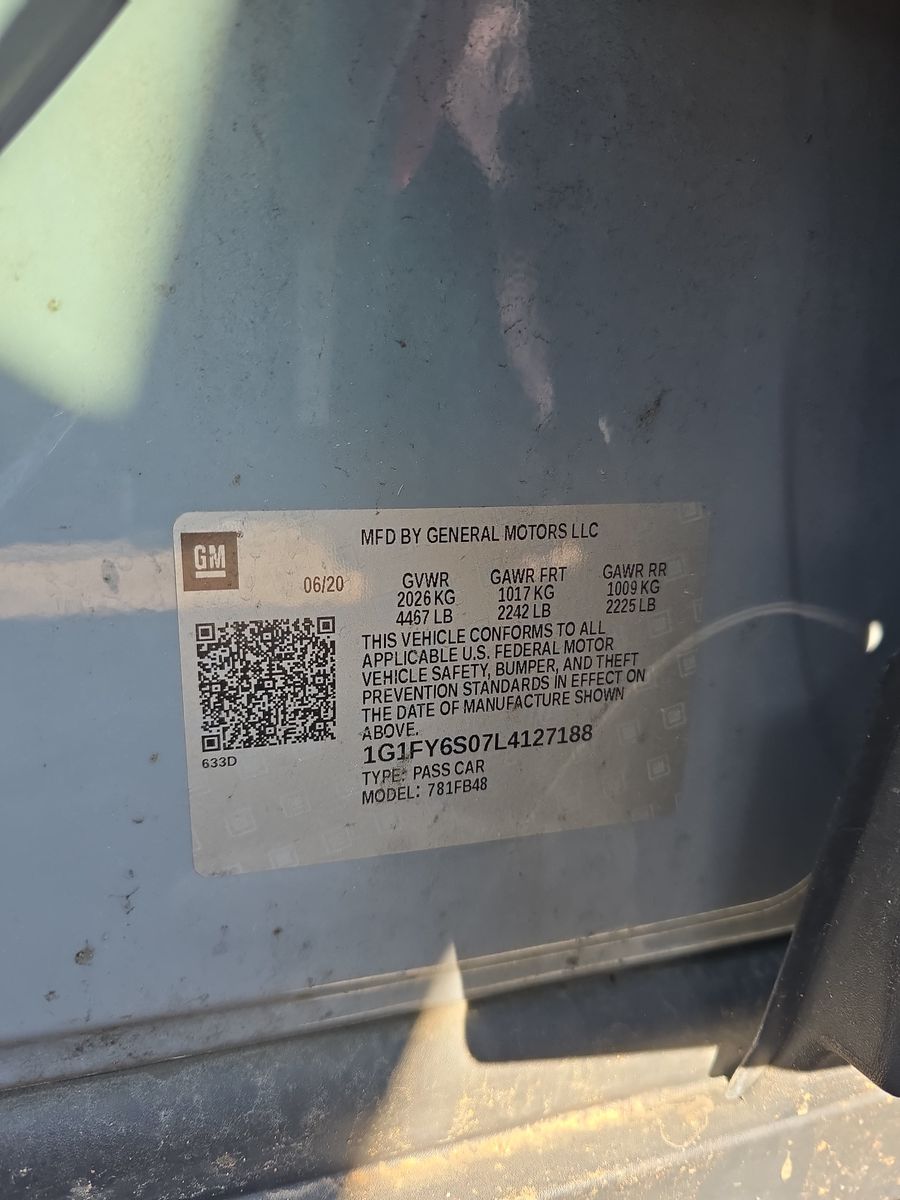 GM
MFD BY GENERAL MOTORS LLC
06/20
GVWR GAWR FRT GAWR RR
2026 KG 1017 KG 1009 KG
4467 LB 2242 LB 2225 LB
THIS VEHICLE CONFORMS TO ALL
APPLICABLE U.S. FEDERAL MOTOR
VEHICLE SAFETY, BUMPER, AND THEFT
PREVENTION STANDARDS IN EFFECT ON
THE DATE OF MANUFACTURE SHOWN
ABOVE.
1G1FY6S07L4127188
633D
TYPE: PASS CAR
MODEL: 781FB48